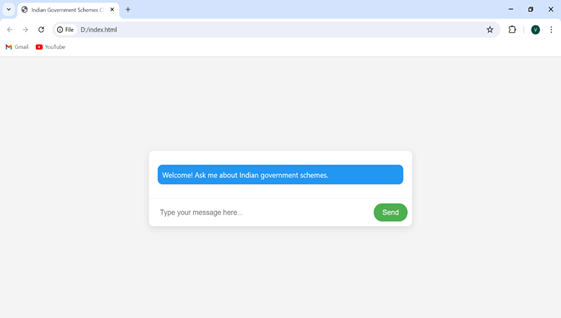 Indian Government Schemes C
File
D:/index.html
V
Gmail
YouTube
Welcome! Ask me about Indian government schemes.
Type your message here...
Send